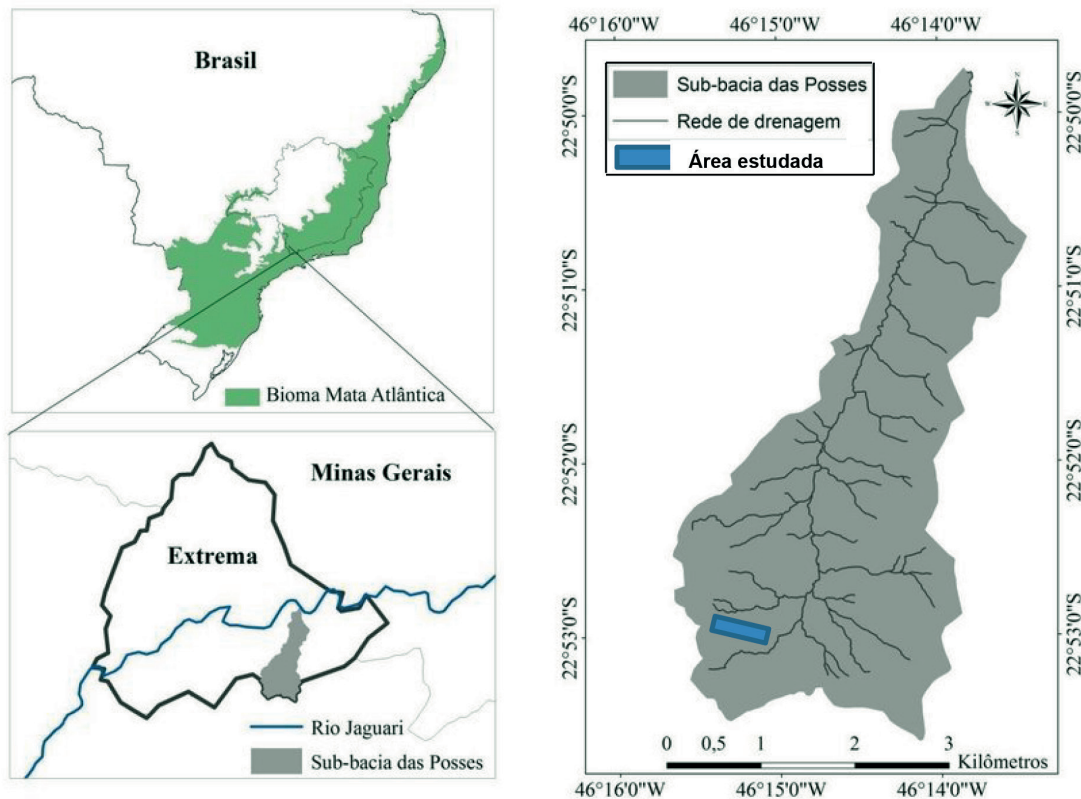 Brasil
Bioma Mata Atlântica
Minas Gerais
Extrema
Rio Jaguari
Sub-bacia das Posses
46°16'0"W 46°15'0"W 46°14'0"W
Sub-bacia das Posses
Rede de drenagem
Área estudada
N
W E
S
22°50'0"S 22°50'0"S
22°51'0"S 22°51'0"S
22°52'0"S 22°52'0"S
22°53'0"S 22°53'0"S
0 0,5 1 2 3
Kilômetros
46°16'0"W 46°15'0"W 46°14'0"W